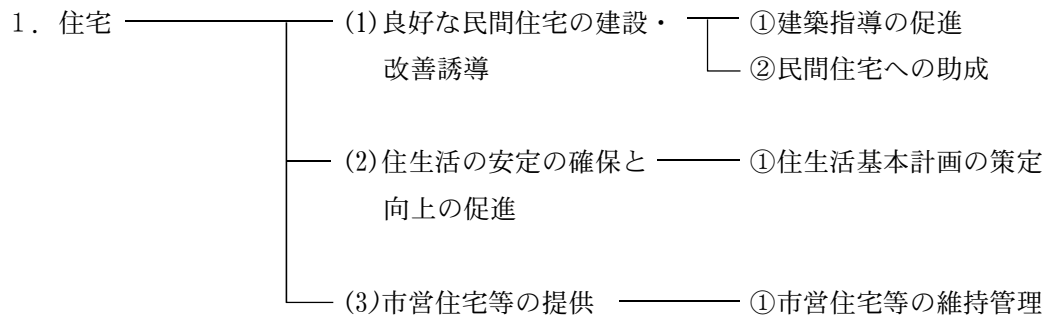 1．住宅
(1)良好な民間住宅の建設・改善誘導
①建築指導の促進
②民間住宅への助成
(2)住生活の安定の確保と向上の促進
①住生活基本計画の策定
(3)市営住宅等の提供
①市営住宅等の維持管理